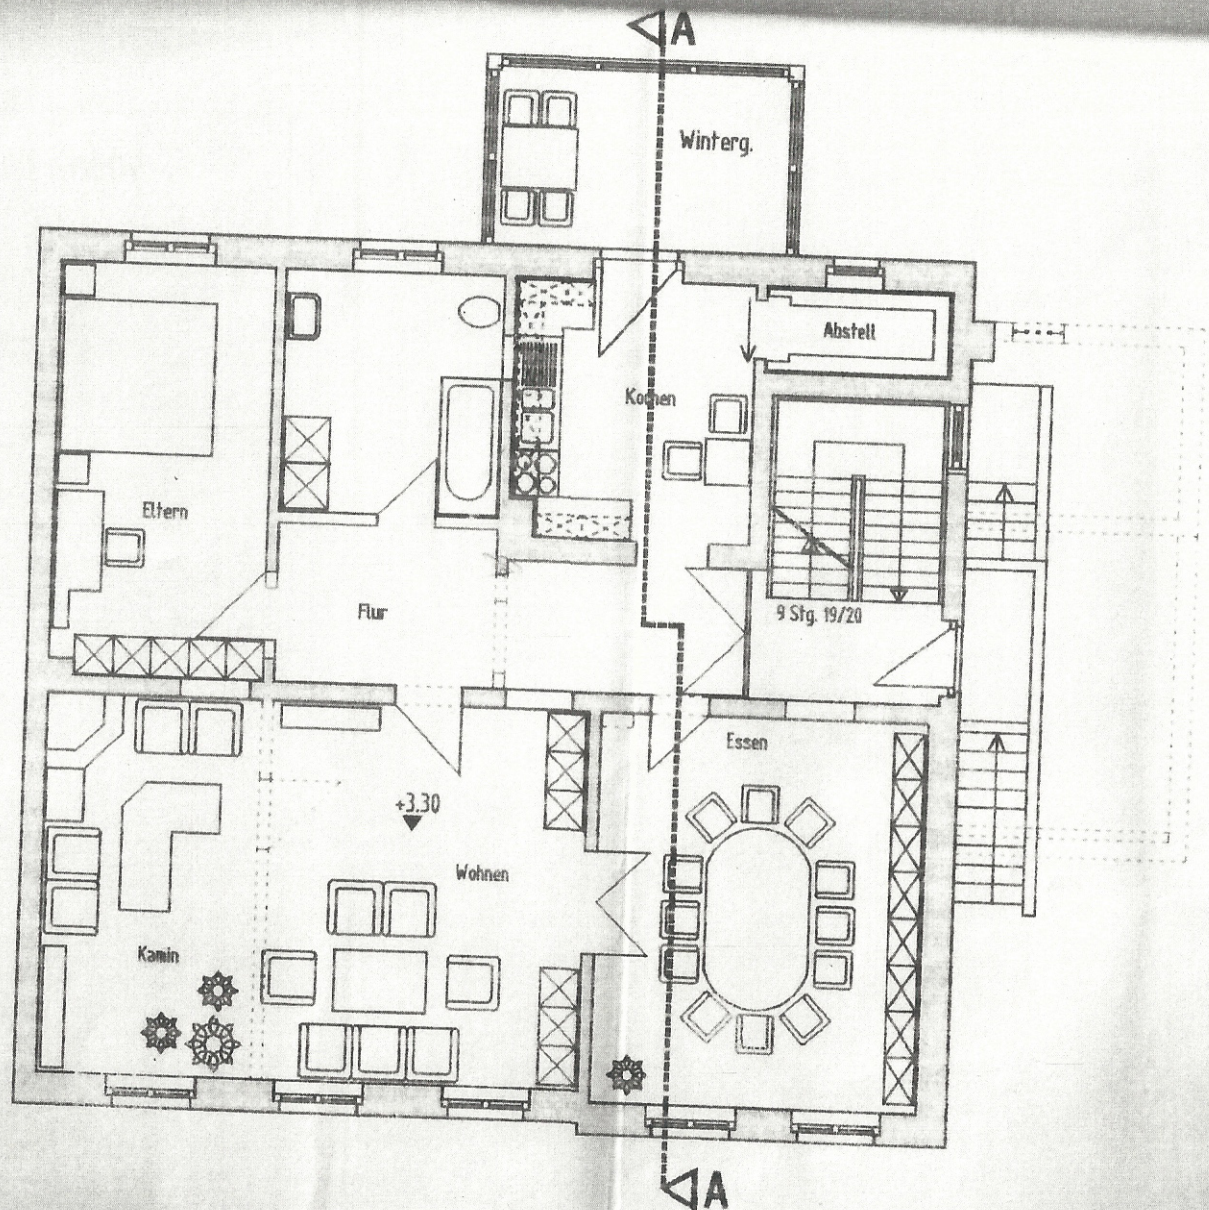 A
Winterg.
Abstell
Kochen
Eltern
Flur
9 Stg. 19/20
Essen
+3.30
Wohnen
Kamin
A